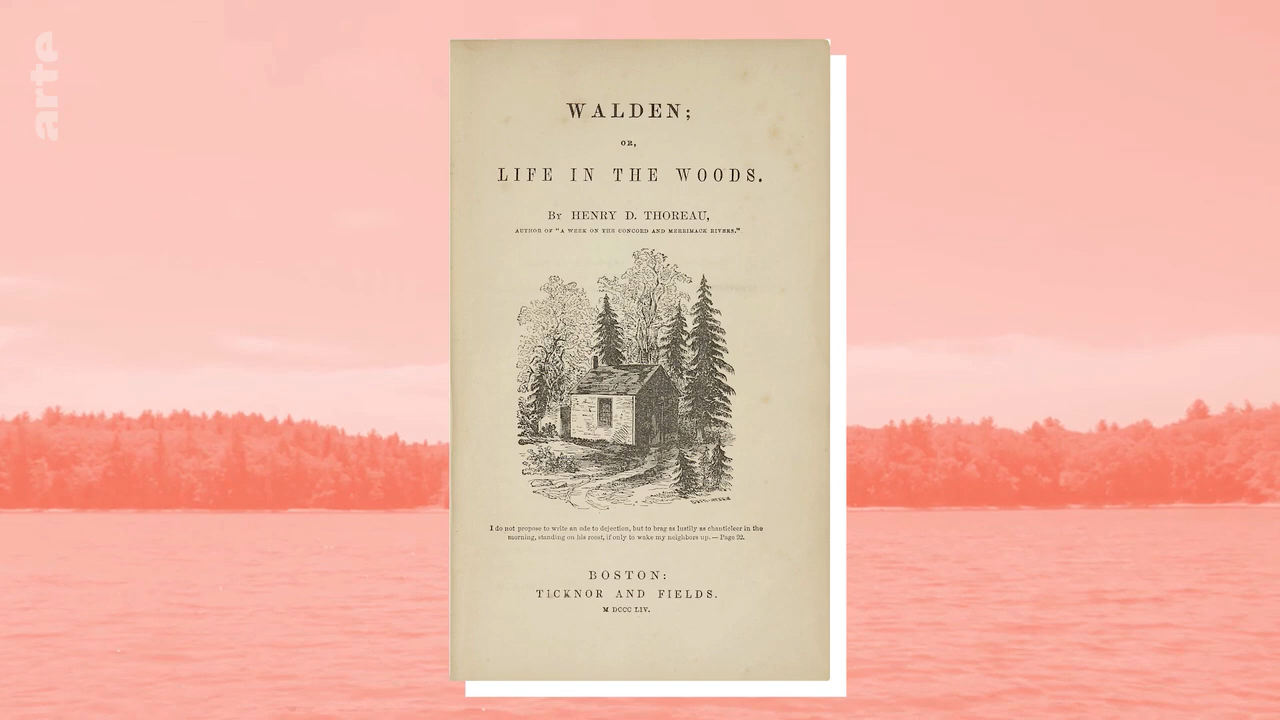 arte
WALDEN;
OR,
LIFE IN THE WOODS.
BY HENRY D. THOREAU,
AUTHOR OF "A WEEK ON THE CONCORD AND MERRIMACK RIVERS."
I do not propose to write an ode to dejection, but to brag as lustily as chanticleer in the
morning, standing on his roost, if only to wake my neighbors up. — Page 92.
BOSTON:
TICKNOR AND FIELDS.
M DCCC LIV.